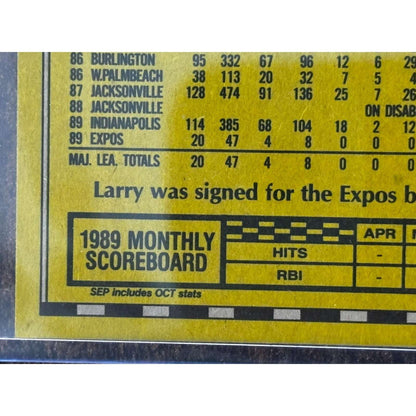 86 BURLINGTON 95 332 67 96 12 6 29
86 W.PALMBEACH 38 113 20 32 7 5 4
87 JACKSONVILLE 128 474 91 136 25 7 26
88 JACKSONVILLE ON DISAB
89 INDIANAPOLIS 114 385 68 104 18 2 12
89 EXPOS 20 47 4 8 0 0 0
MAJ. LEA. TOTALS 20 47 4 8 0 0 0
Larry was signed for the Expos b
1989 MONTHLY SCOREBOARD
APR M
HITS -
RBI -
SEP includes OCT stats